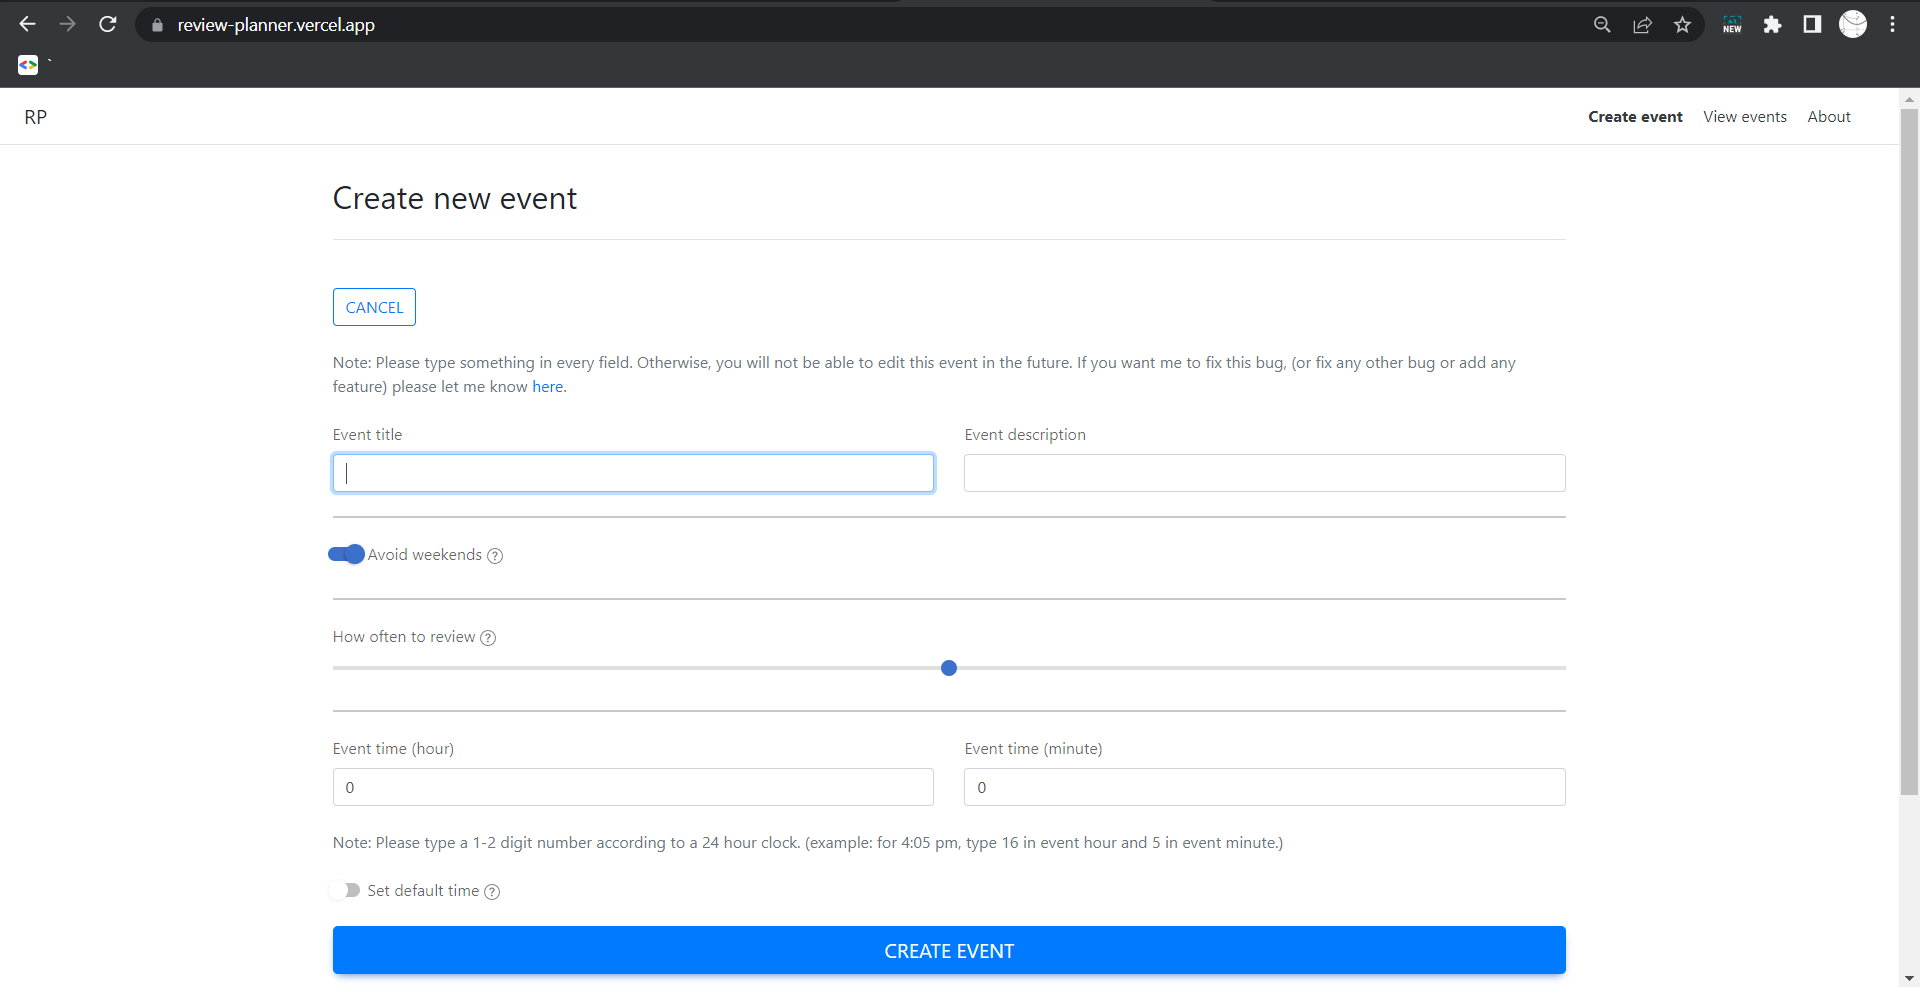 review-planner.vercel.app
NEW
`
RP
Create event View events About
Create new event
CANCEL
Note: Please type something in every field. Otherwise, you will not be able to edit this event in the future. If you want me to fix this bug, (or fix any other bug or add any
feature) please let me know here.
Event title Event description
Avoid weekends ?
How often to review ?
Event time (hour) Event time (minute)
0 0
Note: Please type a 1-2 digit number according to a 24 hour clock. (example: for 4:05 pm, type 16 in event hour and 5 in event minute.)
Set default time ?
CREATE EVENT